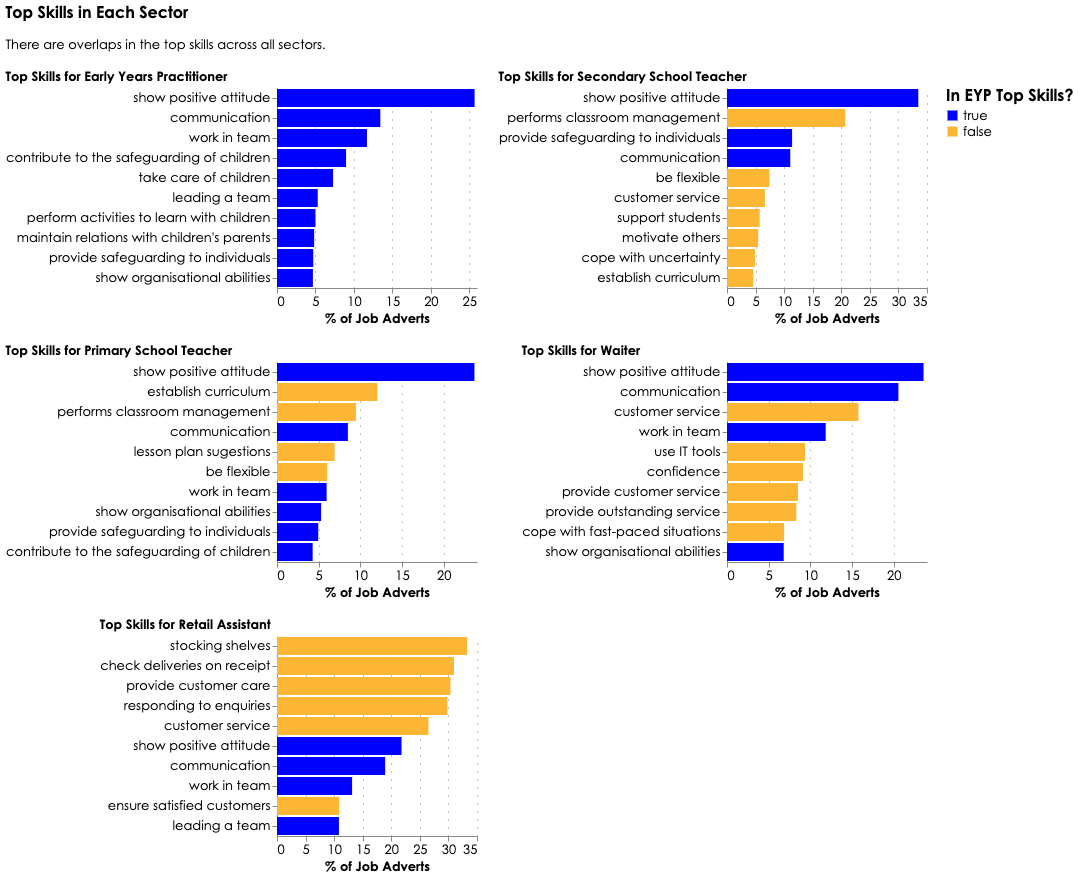 Top Skills in Each Sector
There are overlaps in the top skills across all sectors.
Top Skills for Early Years Practitioner
show positive attitude
communication
work in team
contribute to the safeguarding of children
take care of children
leading a team
perform activities to learn with children
maintain relations with children's parents
provide safeguarding to individuals
show organisational abilities
0 5 10 15 20 25
% of Job Adverts
Top Skills for Secondary School Teacher
show positive attitude
performs classroom management
provide safeguarding to individuals
communication
be flexible
customer service
support students
motivate others
cope with uncertainty
establish curriculum
0 5 10 15 20 25 30 35
% of Job Adverts
In EYP Top Skills?
true
false
Top Skills for Primary School Teacher
show positive attitude
establish curriculum
performs classroom management
communication
lesson plan sugestions
be flexible
work in team
show organisational abilities
provide safeguarding to individuals
contribute to the safeguarding of children
0 5 10 15 20
% of Job Adverts
Top Skills for Waiter
show positive attitude
communication
customer service
work in team
use IT tools
confidence
provide customer service
provide outstanding service
cope with fast-paced situations
show organisational abilities
0 5 10 15 20
% of Job Adverts
Top Skills for Retail Assistant
stocking shelves
check deliveries on receipt
provide customer care
responding to enquiries
customer service
show positive attitude
communication
work in team
ensure satisfied customers
leading a team
0 5 10 15 20 25 30 35
% of Job Adverts